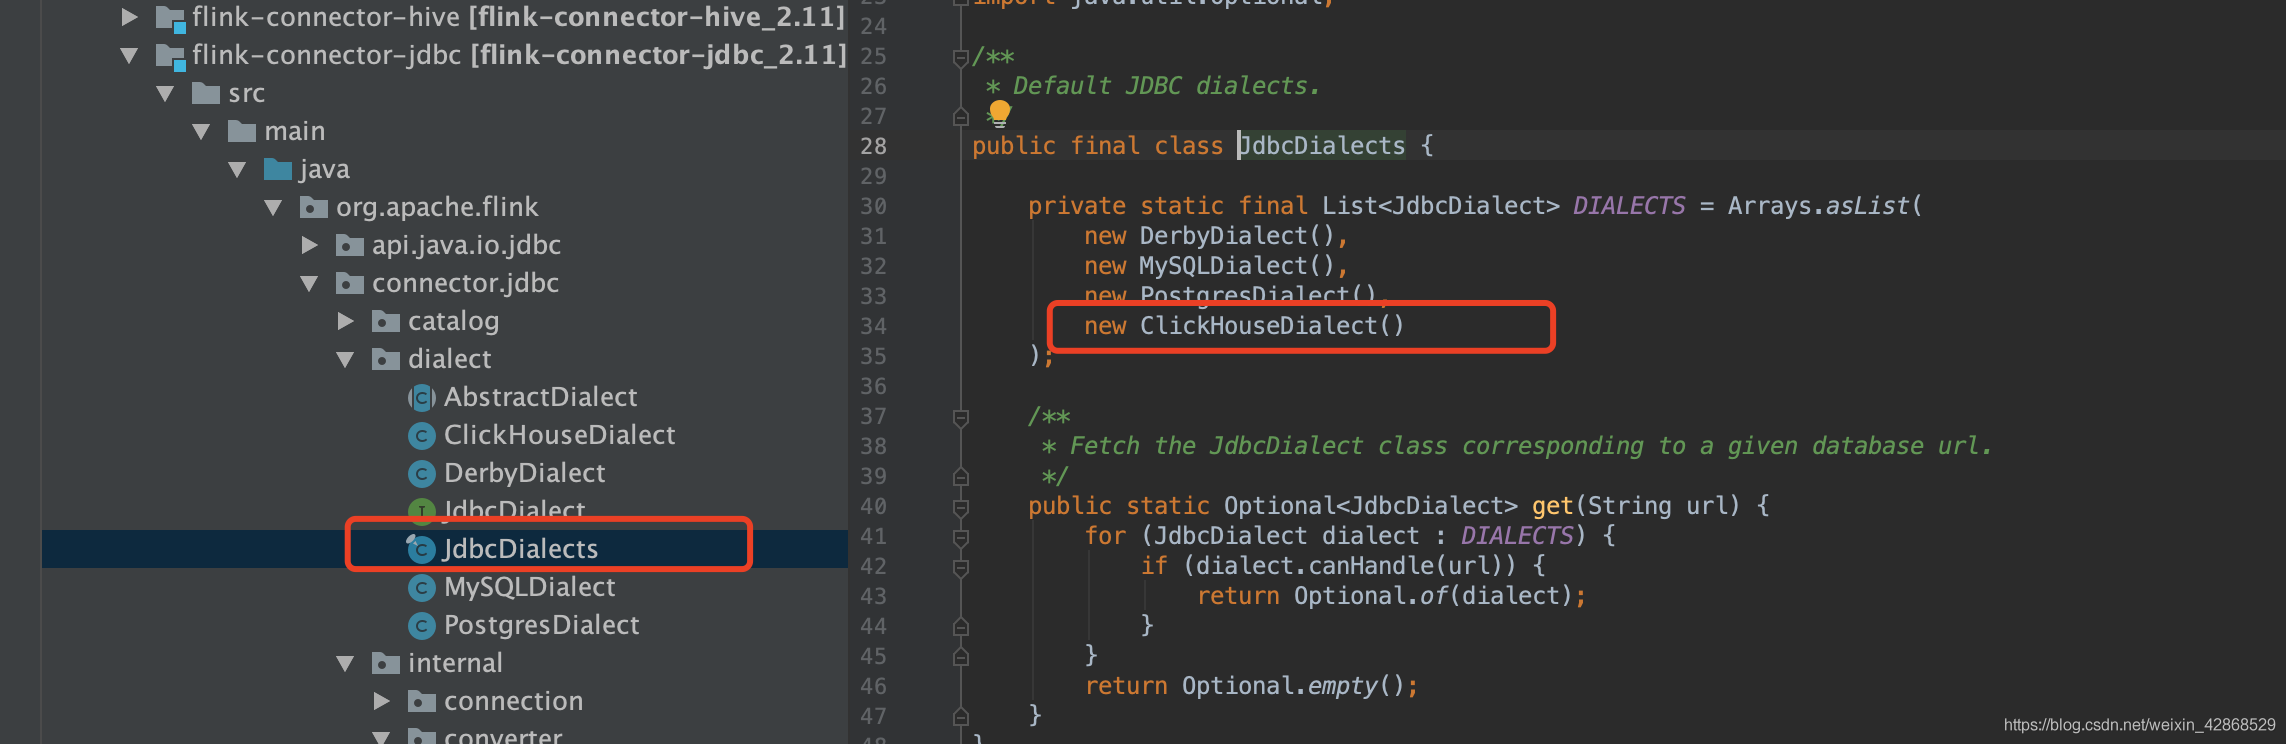 flink-connector-hive [flink-connector-hive_2.11]
flink-connector-jdbc [flink-connector-jdbc_2.11]
src
main
java
org.apache.flink
api.java.io.jdbc
connector.jdbc
catalog
dialect
AbstractDialect
ClickHouseDialect
DerbyDialect
JdbcDialect
JdbcDialects
MySQLDialect
PostgresDialect
internal
connection
converter
23 import java.util.Optional;
24
25 /**
26 * Default JDBC dialects.
27 */
28 public final class JdbcDialects {
29
30 private static final List<JdbcDialect> DIALECTS = Arrays.asList(
31 new DerbyDialect(),
32 new MySQLDialect(),
33 new PostgresDialect(),
34 new ClickHouseDialect()
35 );
36
37 /**
38 * Fetch the JdbcDialect class corresponding to a given database url.
39 */
40 public static Optional<JdbcDialect> get(String url) {
41 for (JdbcDialect dialect : DIALECTS) {
42 if (dialect.canHandle(url)) {
43 return Optional.of(dialect);
44 }
45 }
46 return Optional.empty();
47 }
48 }
https://blog.csdn.net/weixin_42868529